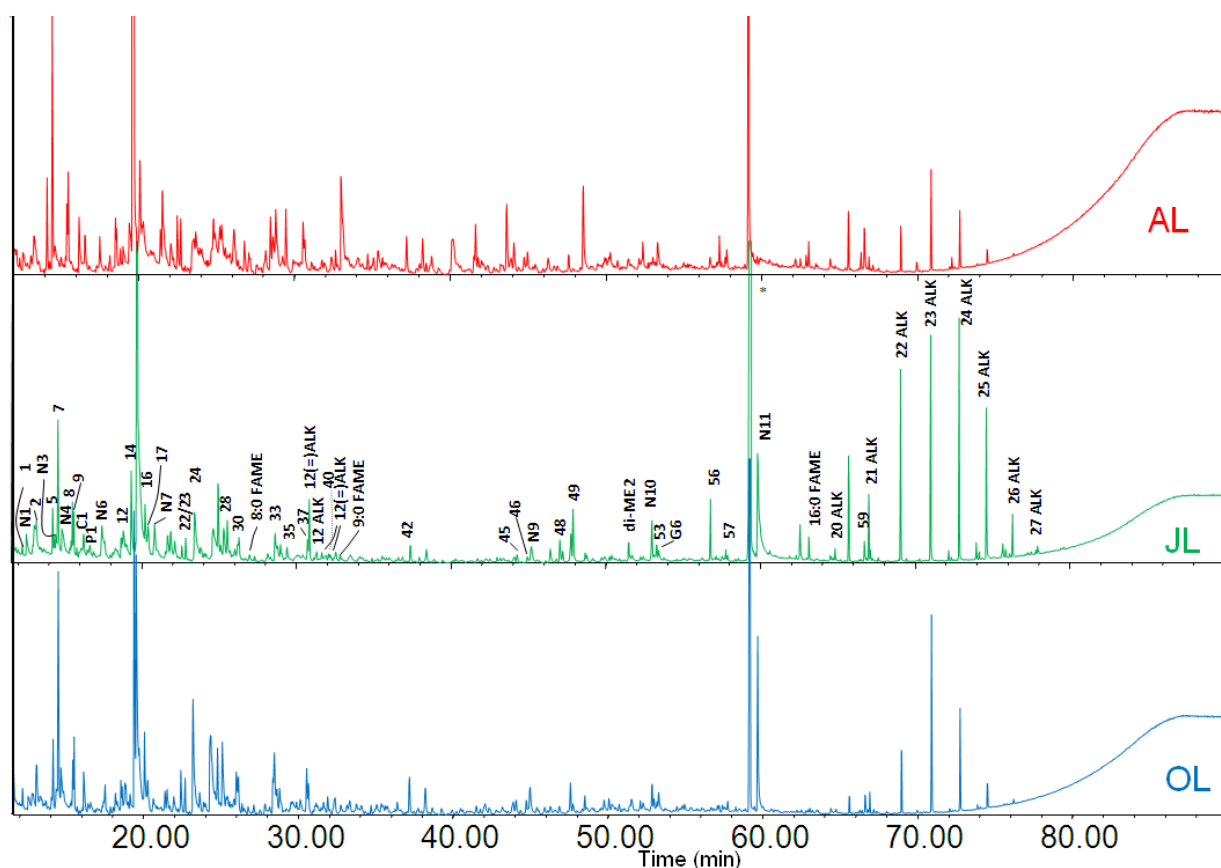 AL
*
1
N1
N3
2
5
7
N4
8
9
C1
P1
N6
12
14
16
17
N7
22/23
24
28
30
8:0 FAME
33
35
37
12(=)ALK
12 ALK
40
12(=)ALK
9:0 FAME
42
45
46
N9
48
49
di-ME2
N10
53
G6
56
57
N11
16:0 FAME
20 ALK
59
21 ALK
22 ALK
23 ALK
24 ALK
25 ALK
26 ALK
27 ALK
JL
OL
20.00 30.00 40.00 50.00 60.00 70.00 80.00
Time (min)